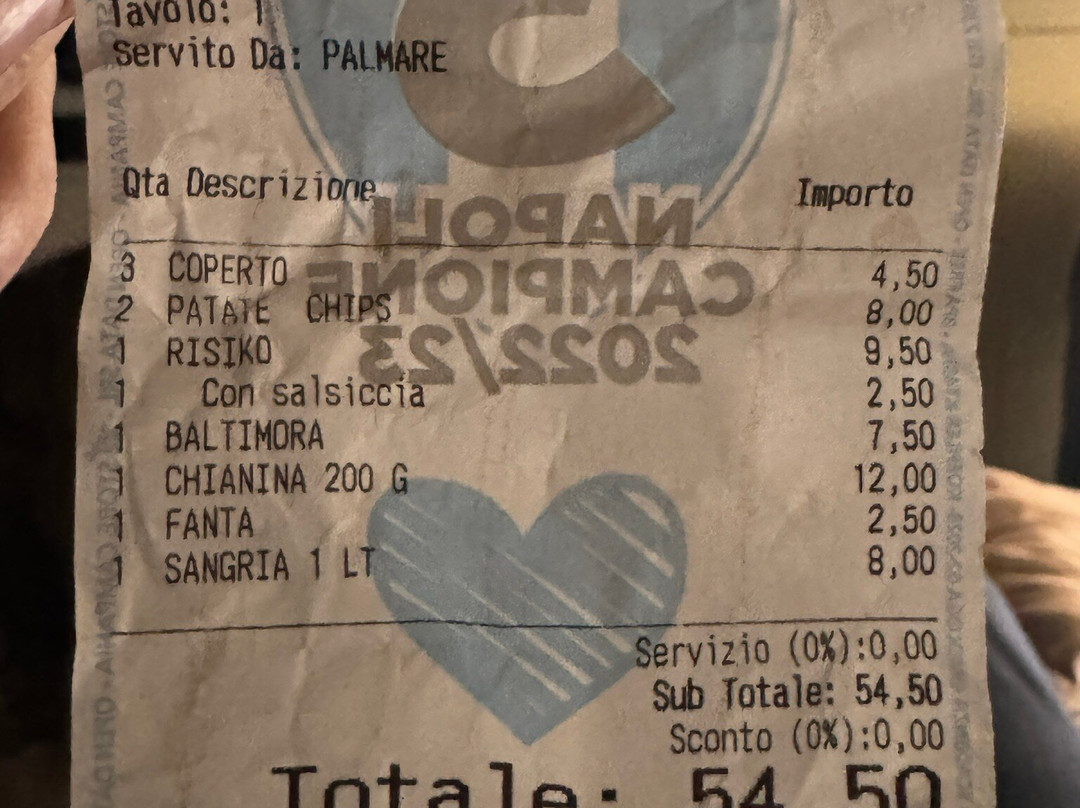 Tavolo: 1
Servito Da: PALMARE
Qta Descrizione Importo
3 COPERTO 4,50
2 PATATE CHIPS 8,00
1 RISIKO 9,50
1 Con salsiccia 2,50
1 BALTIMORA 7,50
1 CHIANINA 200 G 12,00
1 FANTA 2,50
1 SANGRIA 1 LT 8,00
Servizio (0%):0,00
Sub Totale: 54,50
Sconto (0%):0,00
Totale: 54,50
NAPOLI
CAMPIONE
2022/23